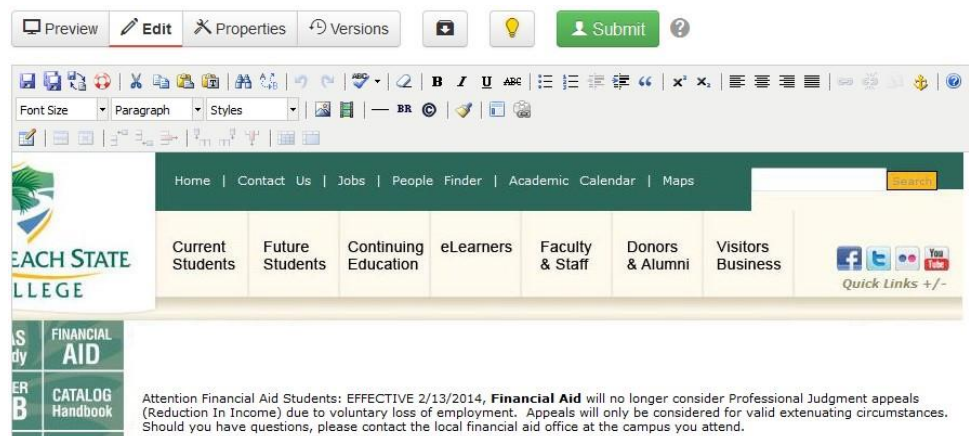 Preview Edit Properties Versions Submit
ABC B I U ABC
Font Size Paragraph Styles BR ©
Home | Contact Us | Jobs | People Finder | Academic Calendar | Maps Search
Current Students
Future Students
Continuing Education
eLearners
Faculty & Staff
Donors & Alumni
Visitors Business
You Tube
Quick Links +/-
EACH STATE
LLEGE
FINANCIAL
AID
CATALOG
Handbook
Attention Financial Aid Students: EFFECTIVE 2/13/2014, Financial Aid will no longer consider Professional Judgment appeals
(Reduction In Income) due to voluntary loss of employment. Appeals will only be considered for valid extenuating circumstances.
Should you have questions, please contact the local financial aid office at the campus you attend.